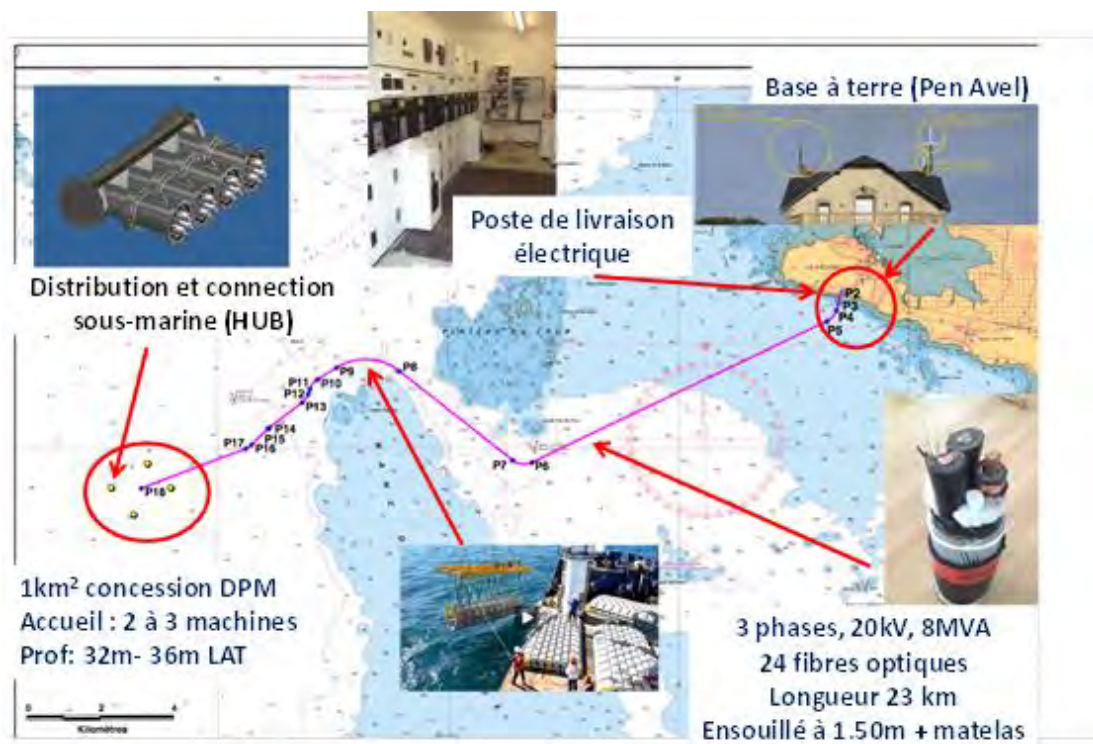 Base à terre (Pen Avel)
Poste de livraison
électrique
Distribution et connection
sous-marine (HUB)
P2
P3
P4
P5
P9
P8
P11
P10
P12
P13
P14
P15
P17
P16
P7
P6
P18
1km² concession DPM
Accueil : 2 à 3 machines
Prof: 32m- 36m LAT
0 2 4
Kilomètres
3 phases, 20kV, 8MVA
24 fibres optiques
Longueur 23 km
Ensouillé à 1.50m + matelas